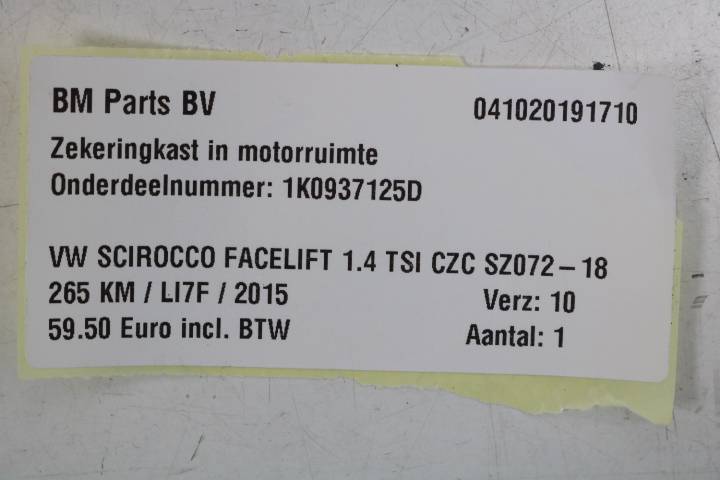 BM Parts BV 041020191710
Zekeringkast in motorruimte
Onderdeelnummer: 1K0937125D
VW SCIROCCO FACELIFT 1.4 TSI CZC SZ072-18
265 KM / LI7F / 2015 Verz: 10
59.50 Euro incl. BTW Aantal: 1